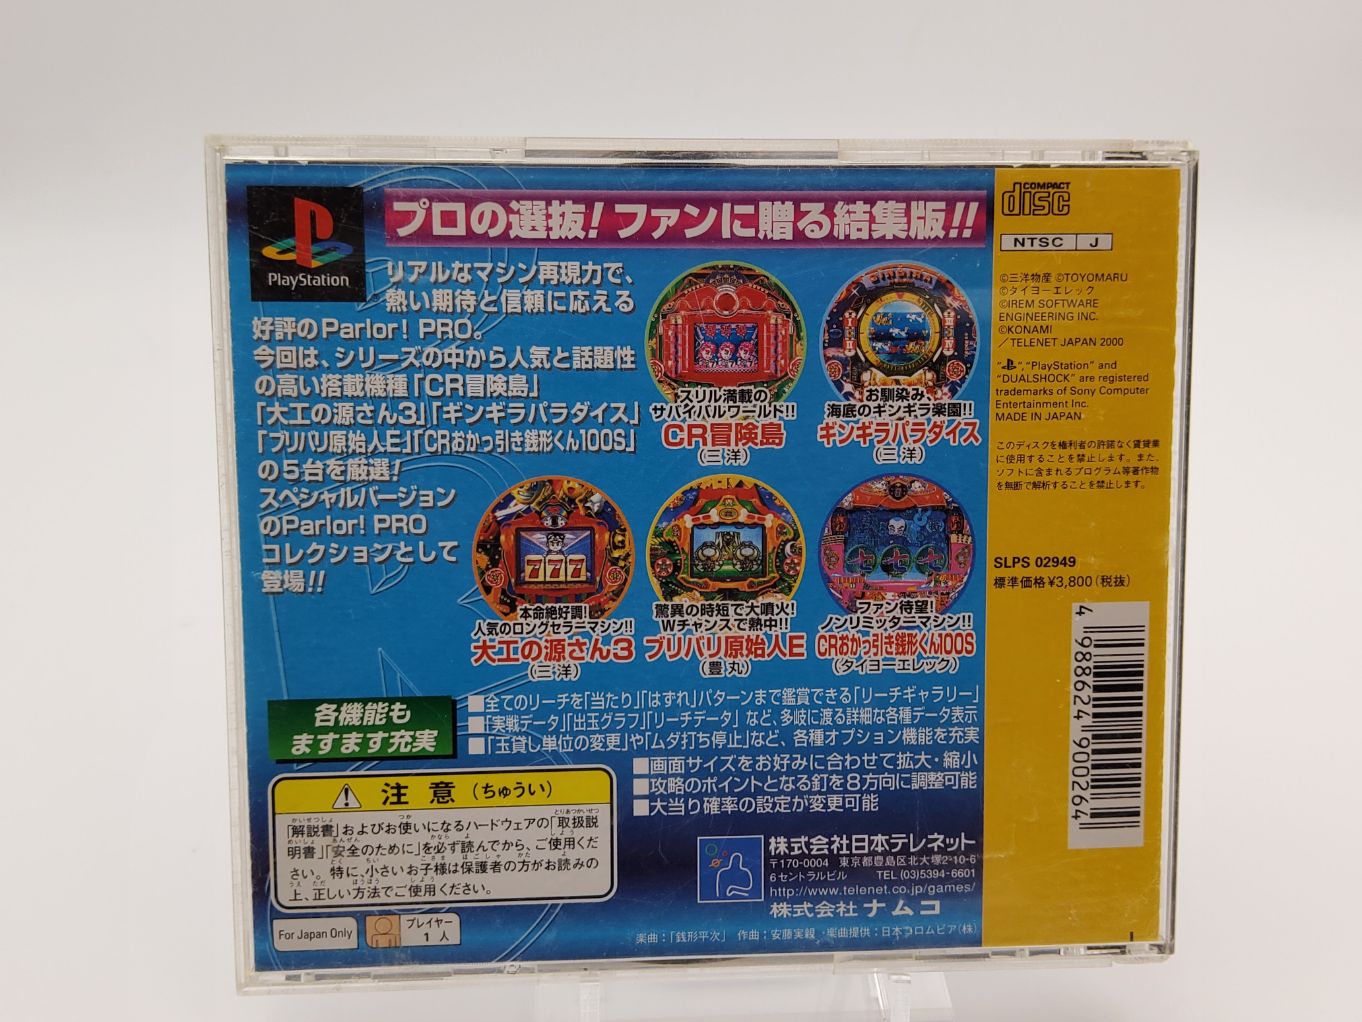 PlayStation
プロの選抜!ファンに贈る結集版!!
リアルなマシン再現力で、
熱い期待と信頼に応える
好評のParlor! PRO。
今回は、シリーズの中から人気と話題性
の高い搭載機種「CR冒険島」
「大工の源さん3」「ギンギラパラダイス」
「ブリバリ原始人E」「CRおかっ引き銭形くん100S」
の5台を厳選!
スペシャルバージョン
のParlor! PRO
コレクションとして
登場!!
スリル満載の
サバイバルワールド!!
CR冒険島
(三洋)
お馴染み、
海底のギンギラ楽園!!
ギンギラパラダイス
(三洋)
777
本命絶好調!
人気のロングセラーマシン!!
大工の源さん3
(三洋)
驚異の時短で大噴火!
Wチャンスで熱中!!
ブリバリ原始人E
(豊丸)
七七七
ファン待望!
ノンリミッターマシン!!
CRおかっ引き銭形くん100S
(タイヨーエレック)
各機能も
ますます充実
■全てのリーチを「当たり」「はずれ」パターンまで鑑賞できる「リーチギャラリー」
■「実戦データ」「出玉グラフ」「リーチデータ」など、多岐に渡る詳細な各種データ表示
■「玉貸し単位の変更」や「ムダ打ち停止」など、各種オプション機能を充実
■画面サイズをお好みに合わせて拡大・縮小
■攻略のポイントとなる釘を8方向に調整可能
■大当り確率の設定が変更可能
注意(ちゅうい)
「解説書」およびお使いになるハードウェアの「取扱説
明書」「安全のために」を必ず読んでから、ご使用くだ
さい。特に、小さいお子様は保護者の方がお読みの
上、正しい方法でご使用ください。
For Japan Only
プレイヤー
1人
株式会社日本テレネット
〒170-0004 東京都豊島区北大塚2-10-6
6セントラルビル TEL (03)5394-6601
http://www.telenet.co.jp/games/
株式会社ナムコ
楽曲:「銭形平次」 作曲:安藤実親・楽曲提供:日本コロムビア(株)
COMPACT
disc
NTSC J
©三洋物産 ©TOYOMARU
©タイヨーエレック
©IREM SOFTWARE
ENGINEERING INC.
©KONAMI
/TELENET JAPAN 2000
" ", "PlayStation" and
"DUALSHOCK" are registered
trademarks of Sony Computer
Entertainment Inc.
MADE IN JAPAN
このディスクを権利者の許諾なく賃貸業
に使用することを禁止します。また、
ソフトに含まれるプログラム等著作物
を無断で解析することを禁止します。
SLPS 02949
標準価格¥3,800(税抜)
4 988624 900264